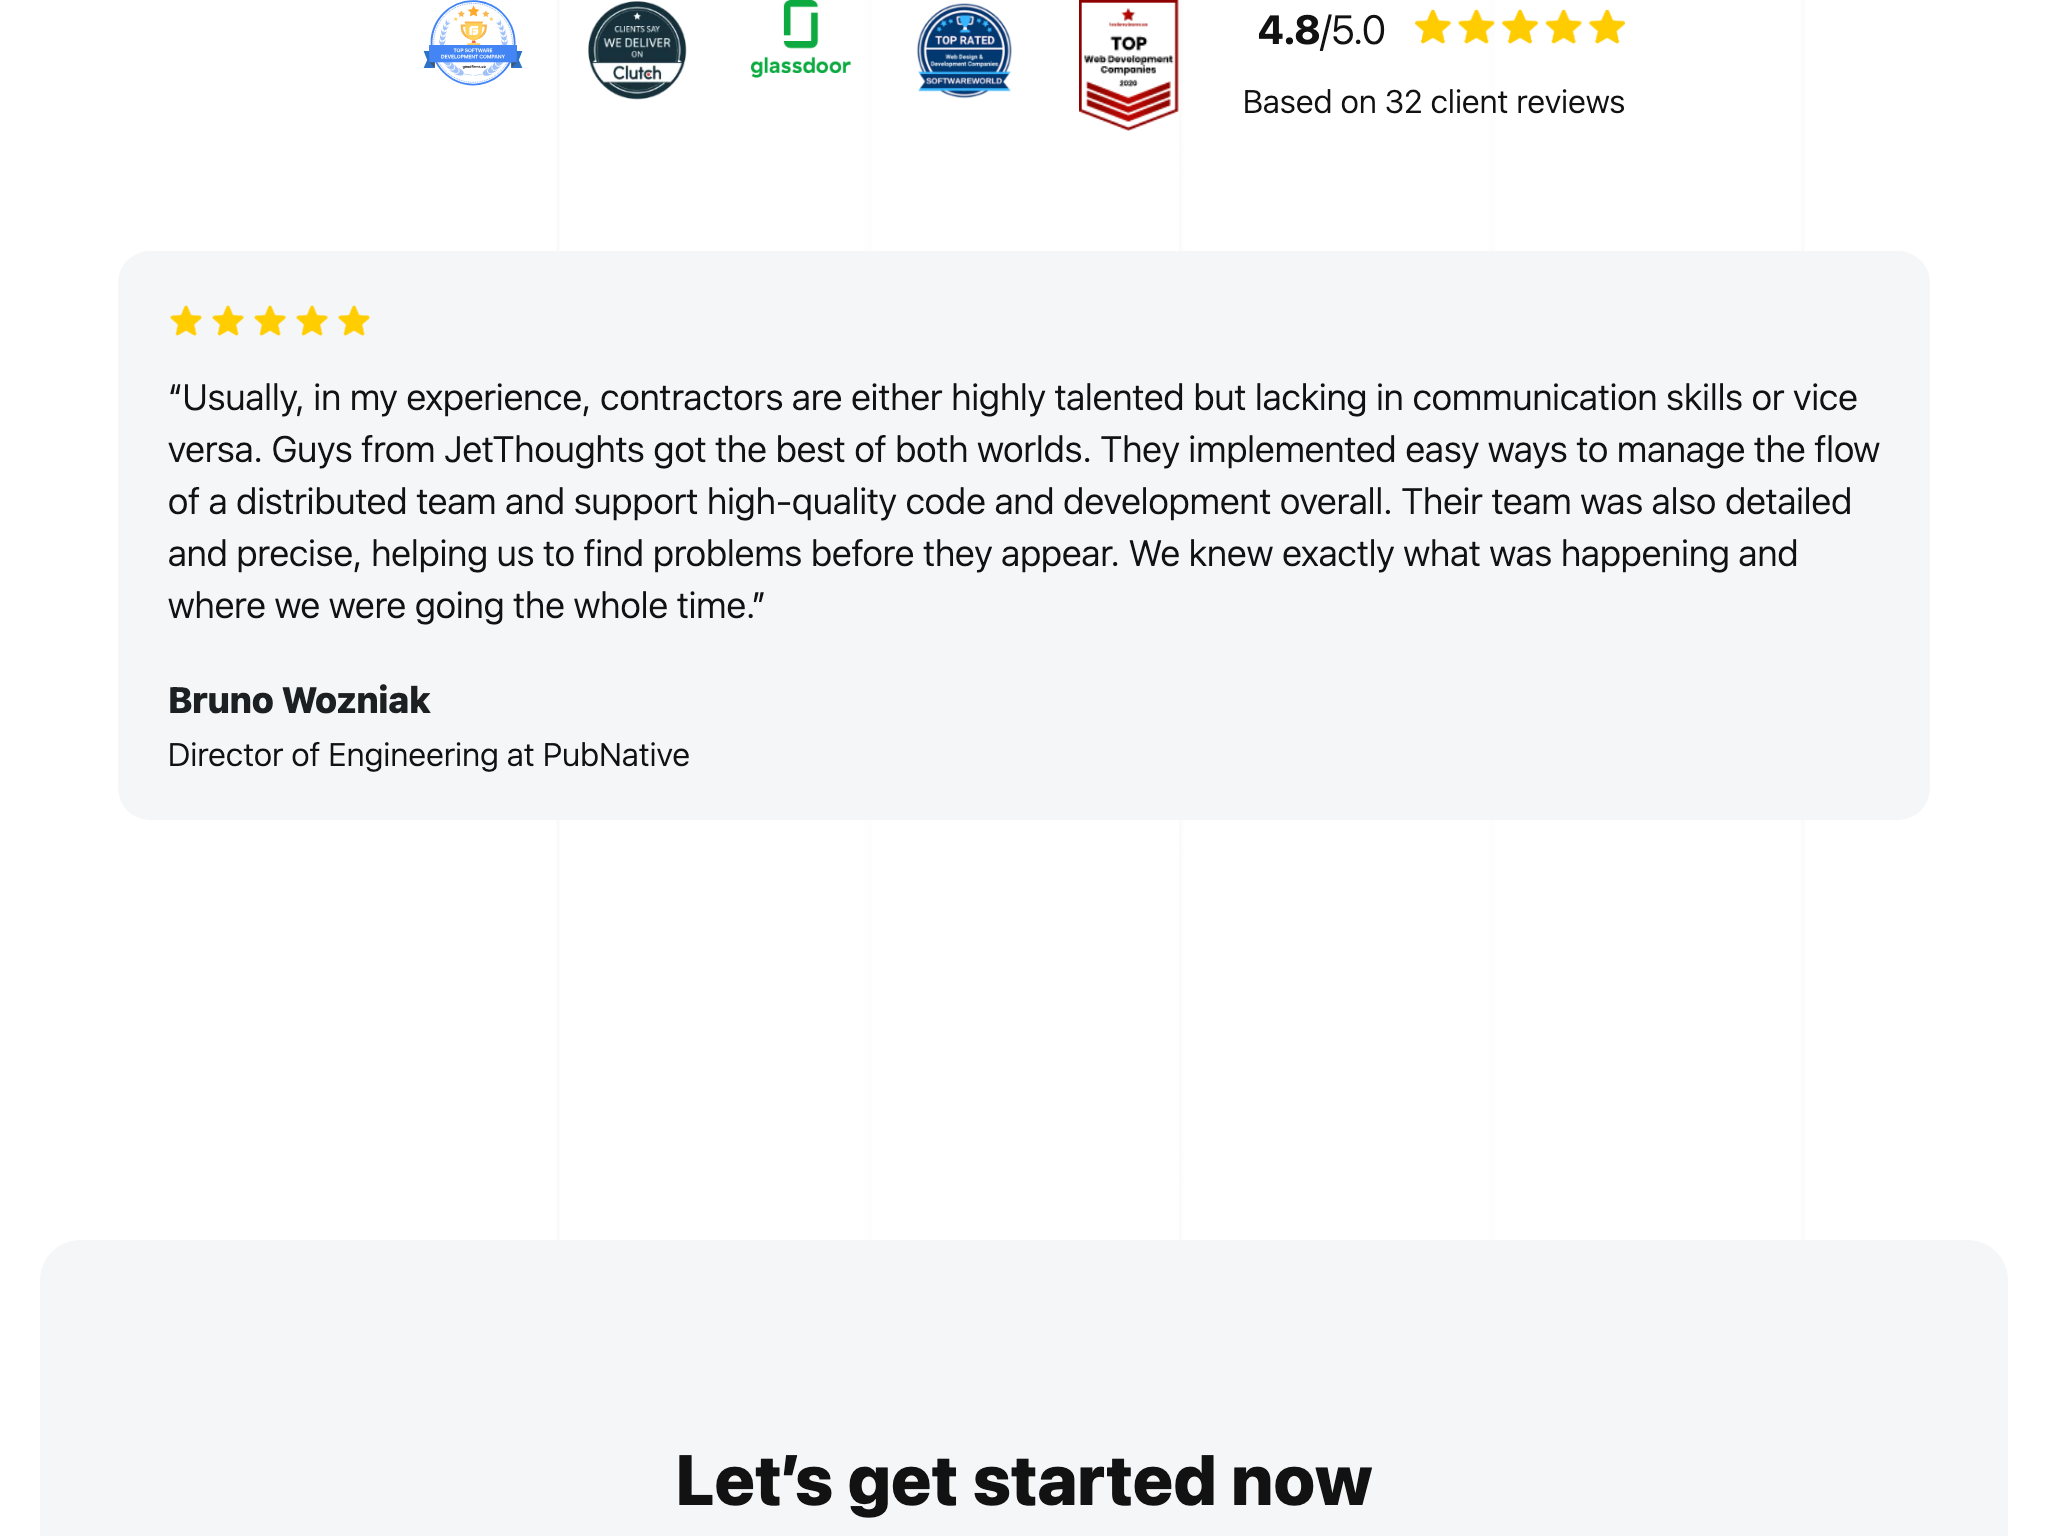 TOP SOFTWARE
DEVELOPMENT COMPANY
CLIENTS SAY
WE DELIVER
ON
Clutch
glassdoor
TOP RATED
Web Design &
Development Companies
SOFTWAREWORLD
TOP
Web Development
Companies
2020
4.8/5.0
Based on 32 client reviews
“Usually, in my experience, contractors are either highly talented but lacking in communication skills or vice
versa. Guys from JetThoughts got the best of both worlds. They implemented easy ways to manage the flow
of a distributed team and support high-quality code and development overall. Their team was also detailed
and precise, helping us to find problems before they appear. We knew exactly what was happening and
where we were going the whole time.”
Bruno Wozniak
Director of Engineering at PubNative
Let’s get started now